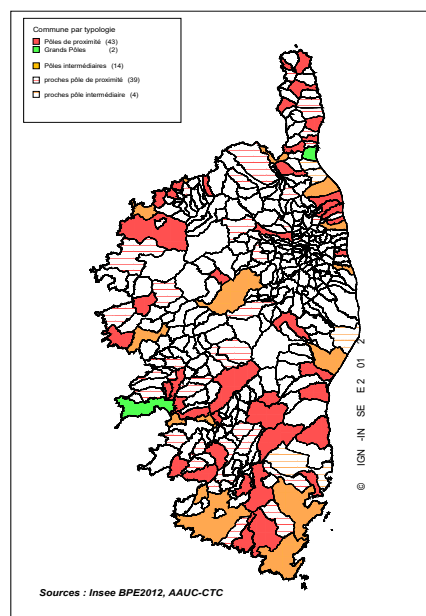 Commune par typologie
Pôles de proximité (43)
Grands Pôles (2)
Pôles intermédiaires (14)
proches pôle de proximité (39)
proches pôle intermédiaire (4)
© IGN -IN SE E 2 01 2
Sources : Insee BPE2012, AAUC-CTC